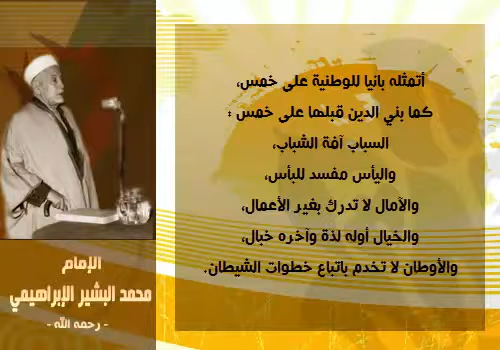 أتمثله بانيا للوطنية على خمس،
كما بني الدين قبلها على خمس :
السباب آفة الشباب،
واليأس مفسد للبأس،
والآمال لا تدرك بغير الأعمال،
والخيال أوله لذة وآخره خبال،
والأوطان لا تخدم باتباع خطوات الشيطان.
الإمام
محمد البشير الإبراهيمي
- رحمه الله -